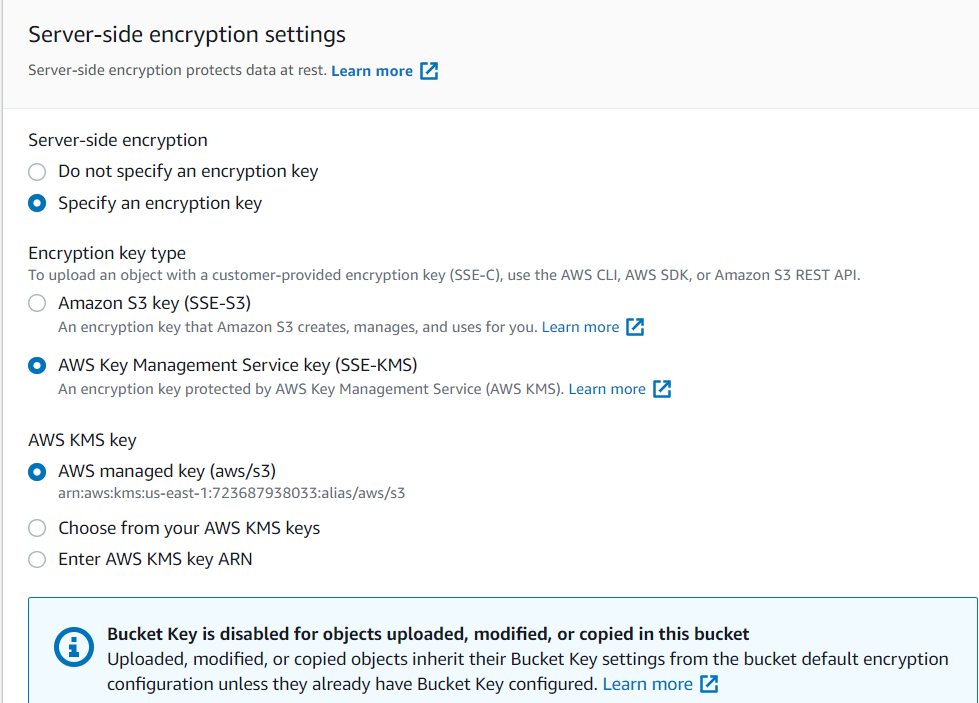 Server-side encryption settings
Server-side encryption protects data at rest. Learn more
Server-side encryption
Do not specify an encryption key
Specify an encryption key
Encryption key type
To upload an object with a customer-provided encryption key (SSE-C), use the AWS CLI, AWS SDK, or Amazon S3 REST API.
Amazon S3 key (SSE-S3)
An encryption key that Amazon S3 creates, manages, and uses for you. Learn more
AWS Key Management Service key (SSE-KMS)
An encryption key protected by AWS Key Management Service (AWS KMS). Learn more
AWS KMS key
AWS managed key (aws/s3)
arn:aws:kms:us-east-1:723687938033:alias/aws/s3
Choose from your AWS KMS keys
Enter AWS KMS key ARN
Bucket Key is disabled for objects uploaded, modified, or copied in this bucket
Uploaded, modified, or copied objects inherit their Bucket Key settings from the bucket default encryption
configuration unless they already have Bucket Key configured. Learn more